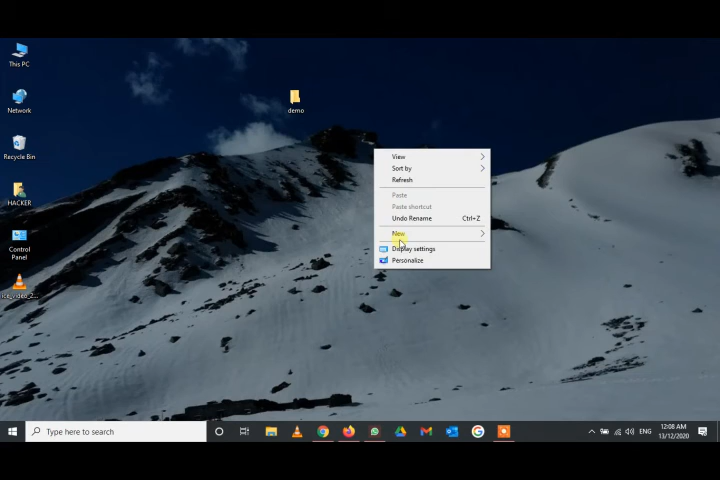 This PC
demo
Network
Recycle Bin
HACKER
Control
Panel
ice_video_2...
View
Sort by
Refresh
Paste
Paste shortcut
Undo Rename Ctrl+Z
New
Display settings
Personalize
Type here to search
ENG
12:08 AM
13/12/2020